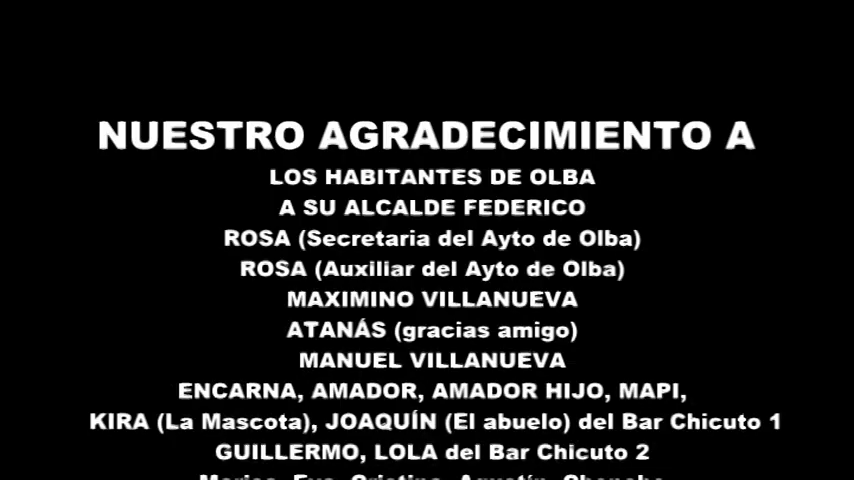 NUESTRO AGRADECIMIENTO A
LOS HABITANTES DE OLBA
A SU ALCALDE FEDERICO
ROSA (Secretaria del Ayto de Olba)
ROSA (Auxiliar del Ayto de Olba)
MAXIMINO VILLANUEVA
ATANÁS (gracias amigo)
MANUEL VILLANUEVA
ENCARNA, AMADOR, AMADOR HIJO, MAPI,
KIRA (La Mascota), JOAQUÍN (El abuelo) del Bar Chicuto 1
GUILLERMO, LOLA del Bar Chicuto 2